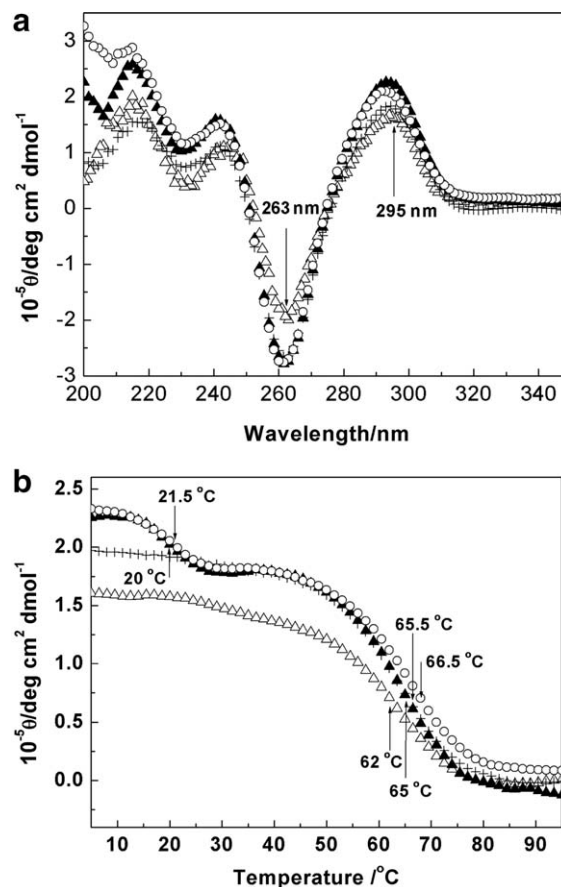 a
3
2
1
0
-1
-2
-3
10⁻⁵θ/deg cm² dmol⁻¹
263 nm
295 nm
200 220 240 260 280 300 320 340
Wavelength/nm
b
2.5
2.0
1.5
1.0
0.5
0.0
10⁻⁵θ/deg cm² dmol⁻¹
21.5 °C
20 °C
65.5 °C
66.5 °C
62 °C
65 °C
10 20 30 40 50 60 70 80 90
Temperature /°C